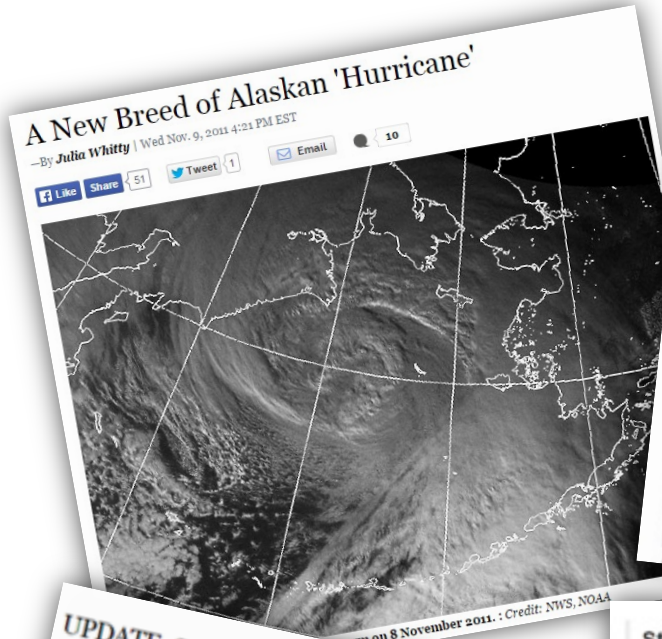 A New Breed of Alaskan 'Hurricane'
—By Julia Whitty | Wed Nov. 9, 2011 4:21 PM EST
Like Share 51 Tweet 1 Email 10
on 8 November 2011. : Credit: NWS, NOAA
UPDATE